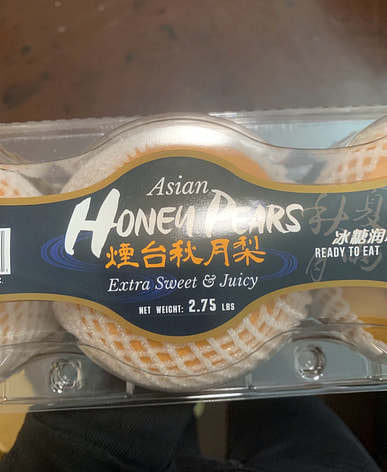 Asian
HONEY PEARS
煙台秋月梨
Extra Sweet & Juicy
NET WEIGHT: 2.75 LBS
冰糖润
READY TO EAT